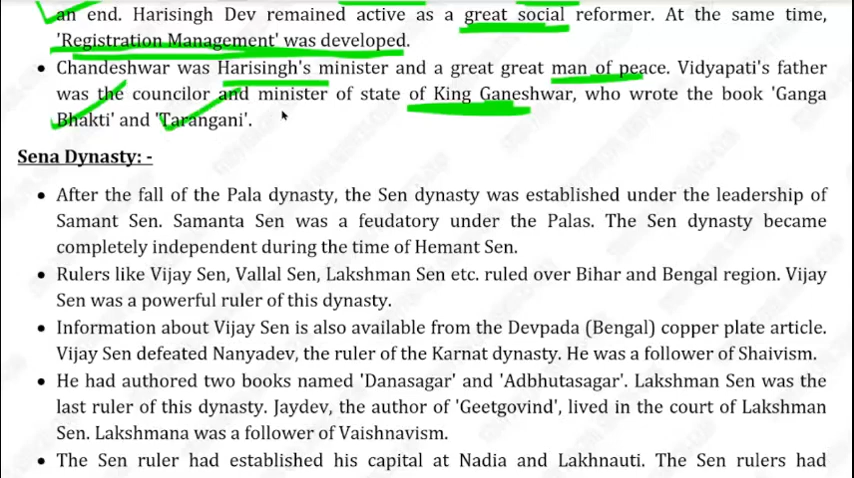 an end. Harisingh Dev remained active as a great social reformer. At the same time,
'Registration Management' was developed.
• Chandeshwar was Harisingh's minister and a great great man of peace. Vidyapati's father
was the councilor and minister of state of King Ganeshwar, who wrote the book 'Ganga
Bhakti' and 'Tarangani'.
Sena Dynasty: -
• After the fall of the Pala dynasty, the Sen dynasty was established under the leadership of
Samant Sen. Samanta Sen was a feudatory under the Palas. The Sen dynasty became
completely independent during the time of Hemant Sen.
• Rulers like Vijay Sen, Vallal Sen, Lakshman Sen etc. ruled over Bihar and Bengal region. Vijay
Sen was a powerful ruler of this dynasty.
• Information about Vijay Sen is also available from the Devpada (Bengal) copper plate article.
Vijay Sen defeated Nanyadev, the ruler of the Karnat dynasty. He was a follower of Shaivism.
• He had authored two books named 'Danasagar' and 'Adbhutasagar'. Lakshman Sen was the
last ruler of this dynasty. Jaydev, the author of 'Geetgovind', lived in the court of Lakshman
Sen. Lakshmana was a follower of Vaishnavism.
• The Sen ruler had established his capital at Nadia and Lakhnauti. The Sen rulers had